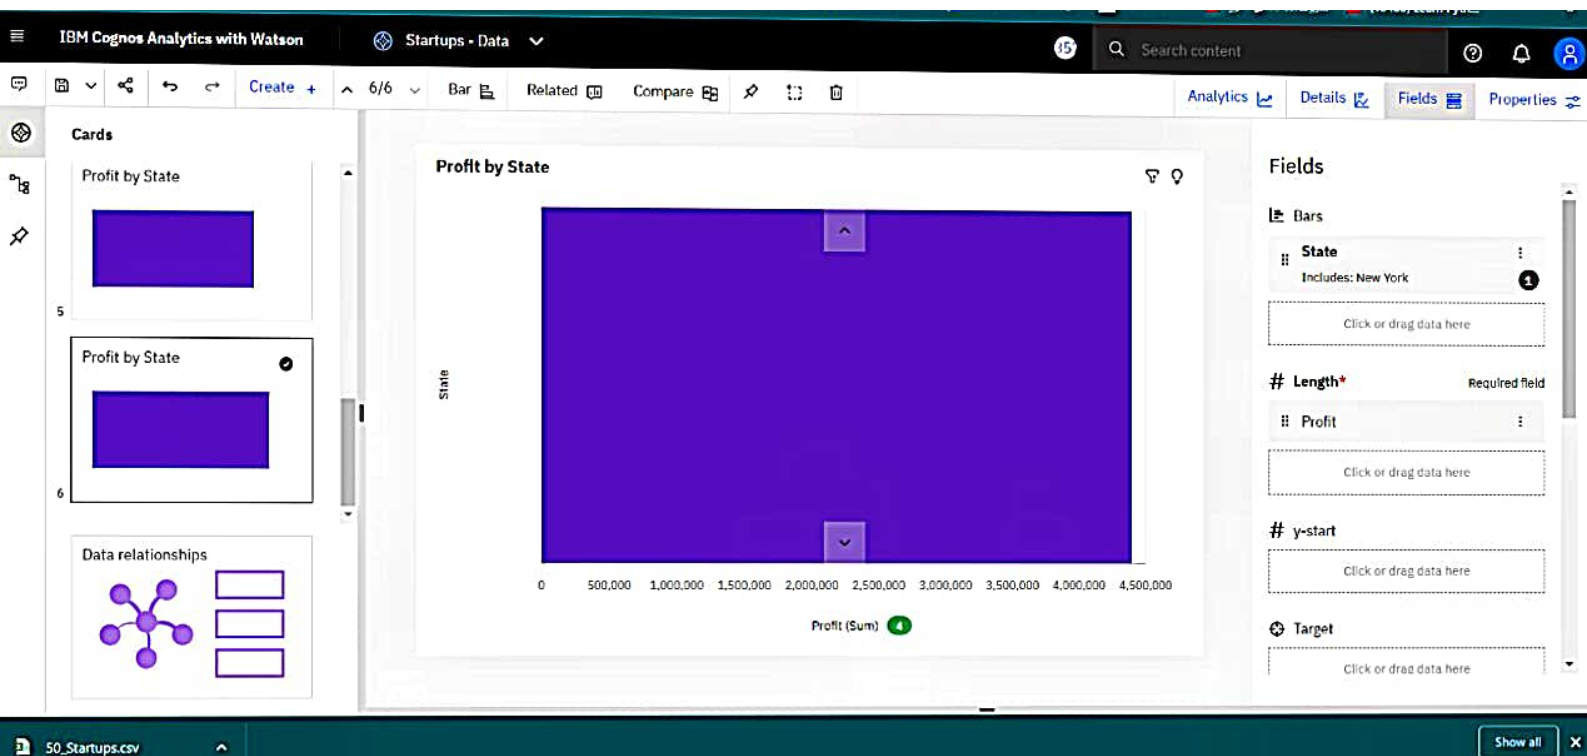 IBM Cognos Analytics with Watson
Startups - Data
35
Search content
Create +
6/6
Bar
Related
Compare
Analytics
Details
Fields
Properties
Cards
Profit by State
5
Profit by State
6
Data relationships
Profit by State
State
0 500,000 1,000,000 1,500,000 2,000,000 2,500,000 3,000,000 3,500,000 4,000,000 4,500,000
Profit (Sum) 4
Fields
Bars
State
Includes: New York
1
Click or drag data here
# Length* Required field
Profit
Click or drag data here
# y-start
Click or drag data here
Target
Click or drag data here
50_Startups.csv
Show all X